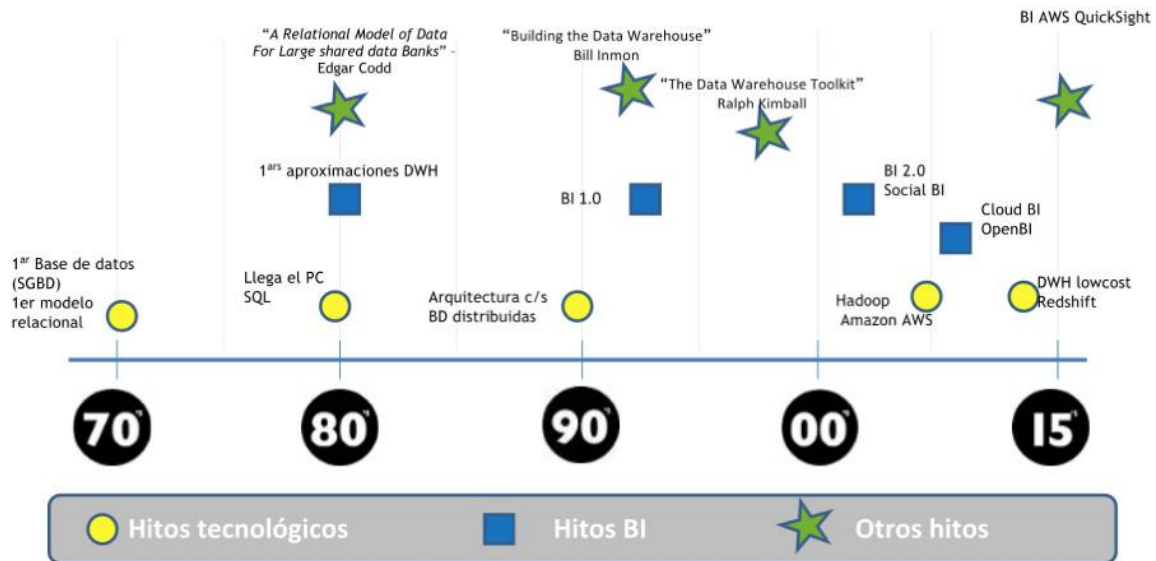 BI AWS QuickSight
“A Relational Model of Data
For Large shared data Banks” -
Edgar Codd
“Building the Data Warehouse”
Bill Inmon
“The Data Warehouse Toolkit”
Ralph Kimball
1ars aproximaciones DWH
BI 1.0
BI 2.0
Social BI
Cloud BI
OpenBI
1ar Base de datos
(SGBD)
1er modelo
relacional
Llega el PC
SQL
Arquitectura c/s
BD distribuidas
Hadoop
Amazon AWS
DWH lowcost
Redshift
70's
80's
90's
00's
15's
Hitos tecnológicos
Hitos BI
Otros hitos